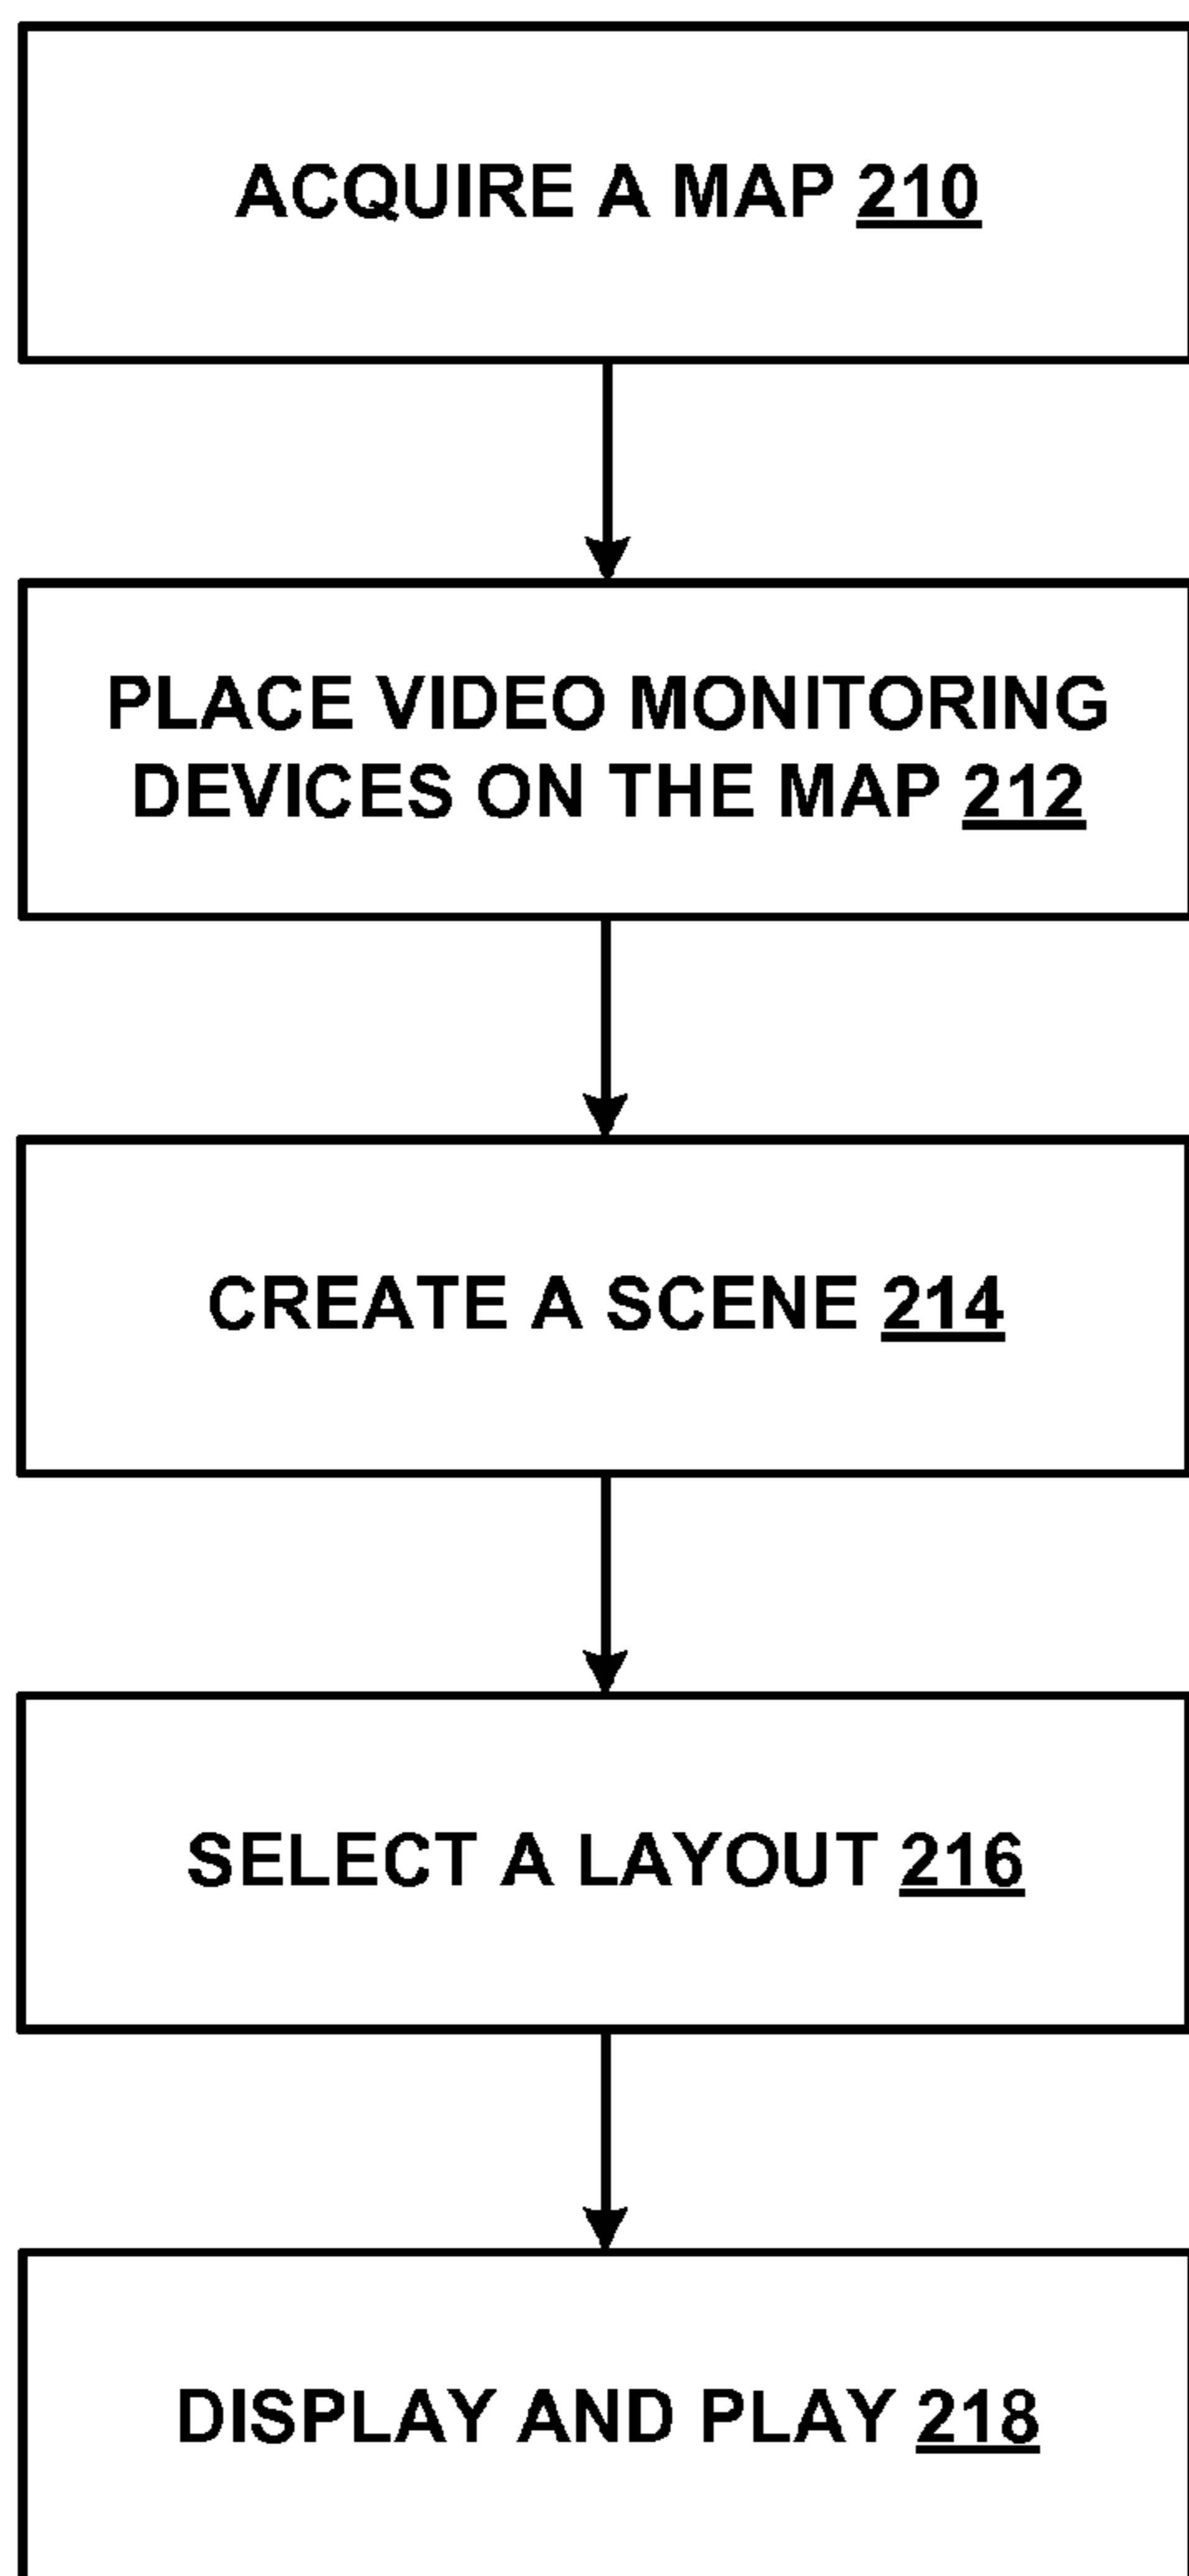 ACQUIRE A MAP 210
PLACE VIDEO MONITORING
DEVICES ON THE MAP 212
CREATE A SCENE 214
SELECT A LAYOUT 216
DISPLAY AND PLAY 218